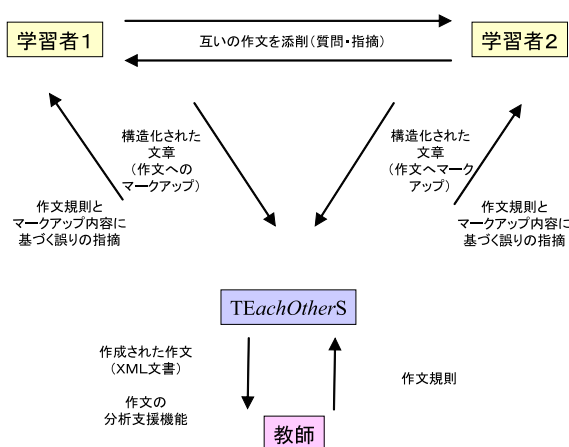 学習者１
互いの作文を添削（質問・指摘）
学習者２
構造化された
文章
（作文への
マークアップ）
構造化された
文章
（作文へマーク
アップ）
作文規則と
マークアップ内容に
基づく誤りの指摘
作文規則と
マークアップ内容に
基づく誤りの指摘
TEachOtherS
作成された作文
（ＸＭＬ文書）
作文の
分析支援機能
作文規則
教師